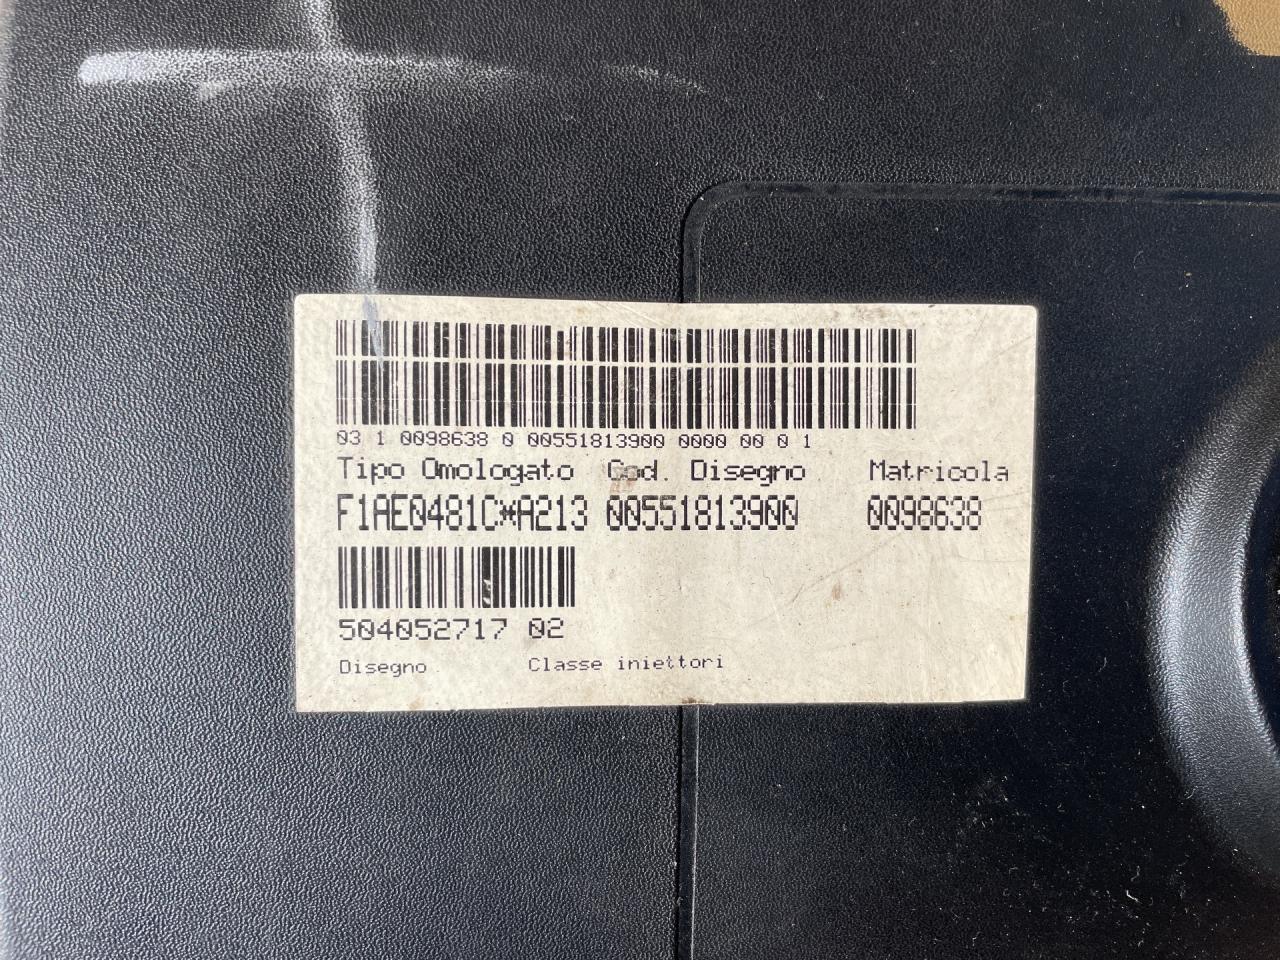 03 1 0098638 0 00551813900 0000 00 0 1
Tipo Omologato Cod. Disegno Matricola
F1AE0481C*A213 00551813900 0098638
504052717 02
Disegno Classe iniettori